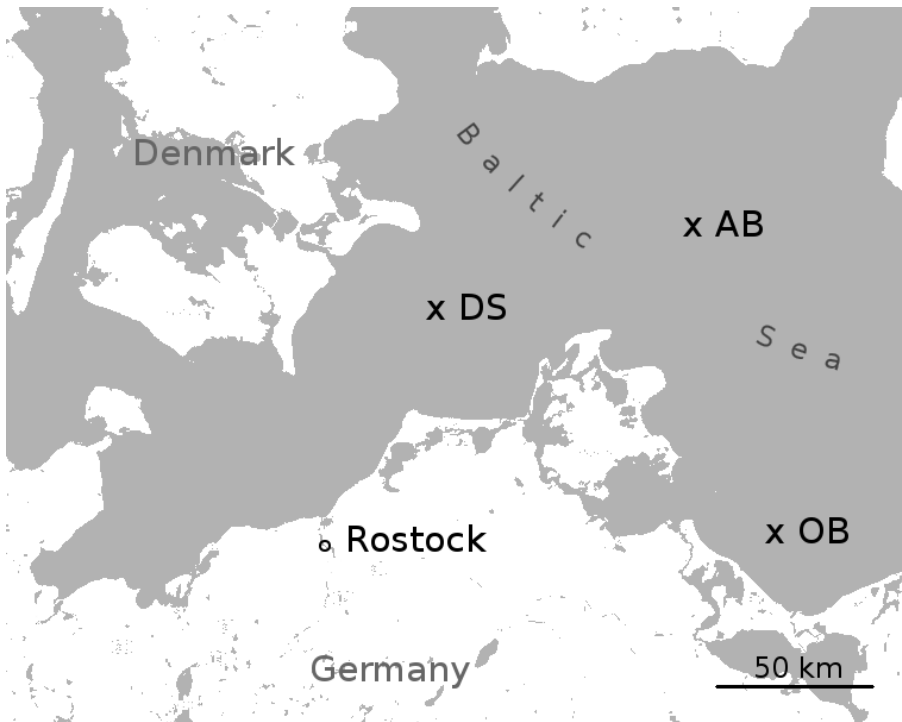 Denmark
Baltic
Sea
x AB
x DS
x OB
Rostock
Germany
50 km